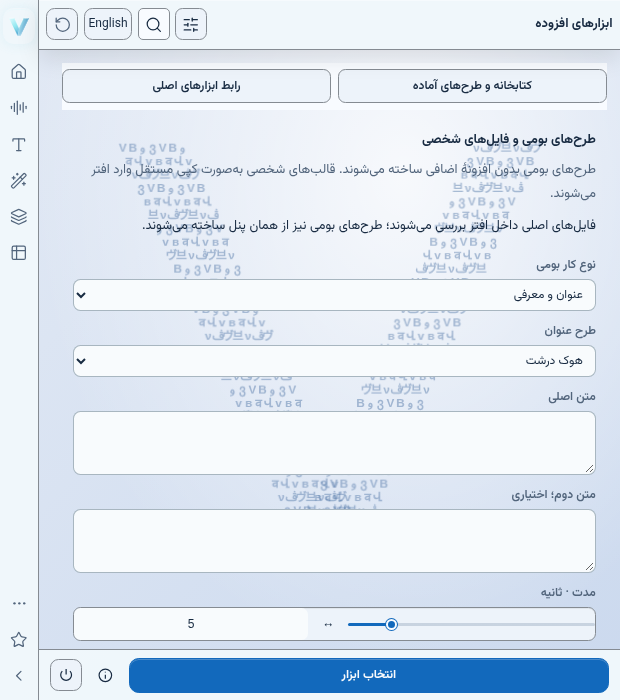 ابزارهای افزوده
English
کتابخانه و طرح‌های آماده
رابط ابزارهای اصلی
طرح‌های بومی و فایل‌های شخصی
طرح‌های بومی بدون افزونهٔ اضافی ساخته می‌شوند. قالب‌های شخصی به‌صورت کپی مستقل وارد افتر
می‌شوند.
فایل‌های اصلی داخل افتر بررسی می‌شوند؛ طرح‌های بومی نیز از همان پنل ساخته می‌شوند.
نوع کار بومی
عنوان و معرفی
طرح عنوان
هوک درشت
متن اصلی
متن دوم؛ اختیاری
مدت · ثانیه
5
انتخاب ابزار